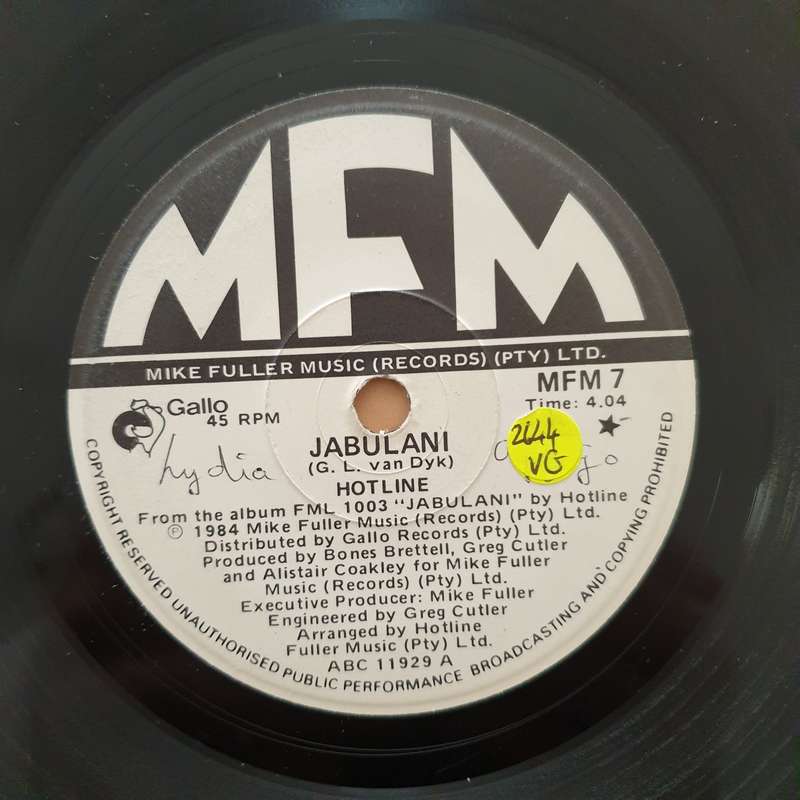 MFM
MIKE FULLER MUSIC (RECORDS) (PTY) LTD.
Gallo
45 RPM
MFM 7
Time: 4.04
Lydia
2644
VG
JABULANI
(G. L. van Dyk)
HOTLINE
From the album FML 1003 "JABULANI" by Hotline
℗ 1984 Mike Fuller Music (Records) (Pty) Ltd.
Distributed by Gallo Records (Pty) Ltd.
Produced by Bones Brettell, Greg Cutler
and Alistair Coakley for Mike Fuller
Music (Records) (Pty) Ltd.
Executive Producer: Mike Fuller
Engineered by Greg Cutler
Arranged by Hotline
Fuller Music (Pty) Ltd.
ABC 11929 A
COPYRIGHT RESERVED UNAUTHORISED PUBLIC PERFORMANCE BROADCASTING AND COPYING PROHIBITED